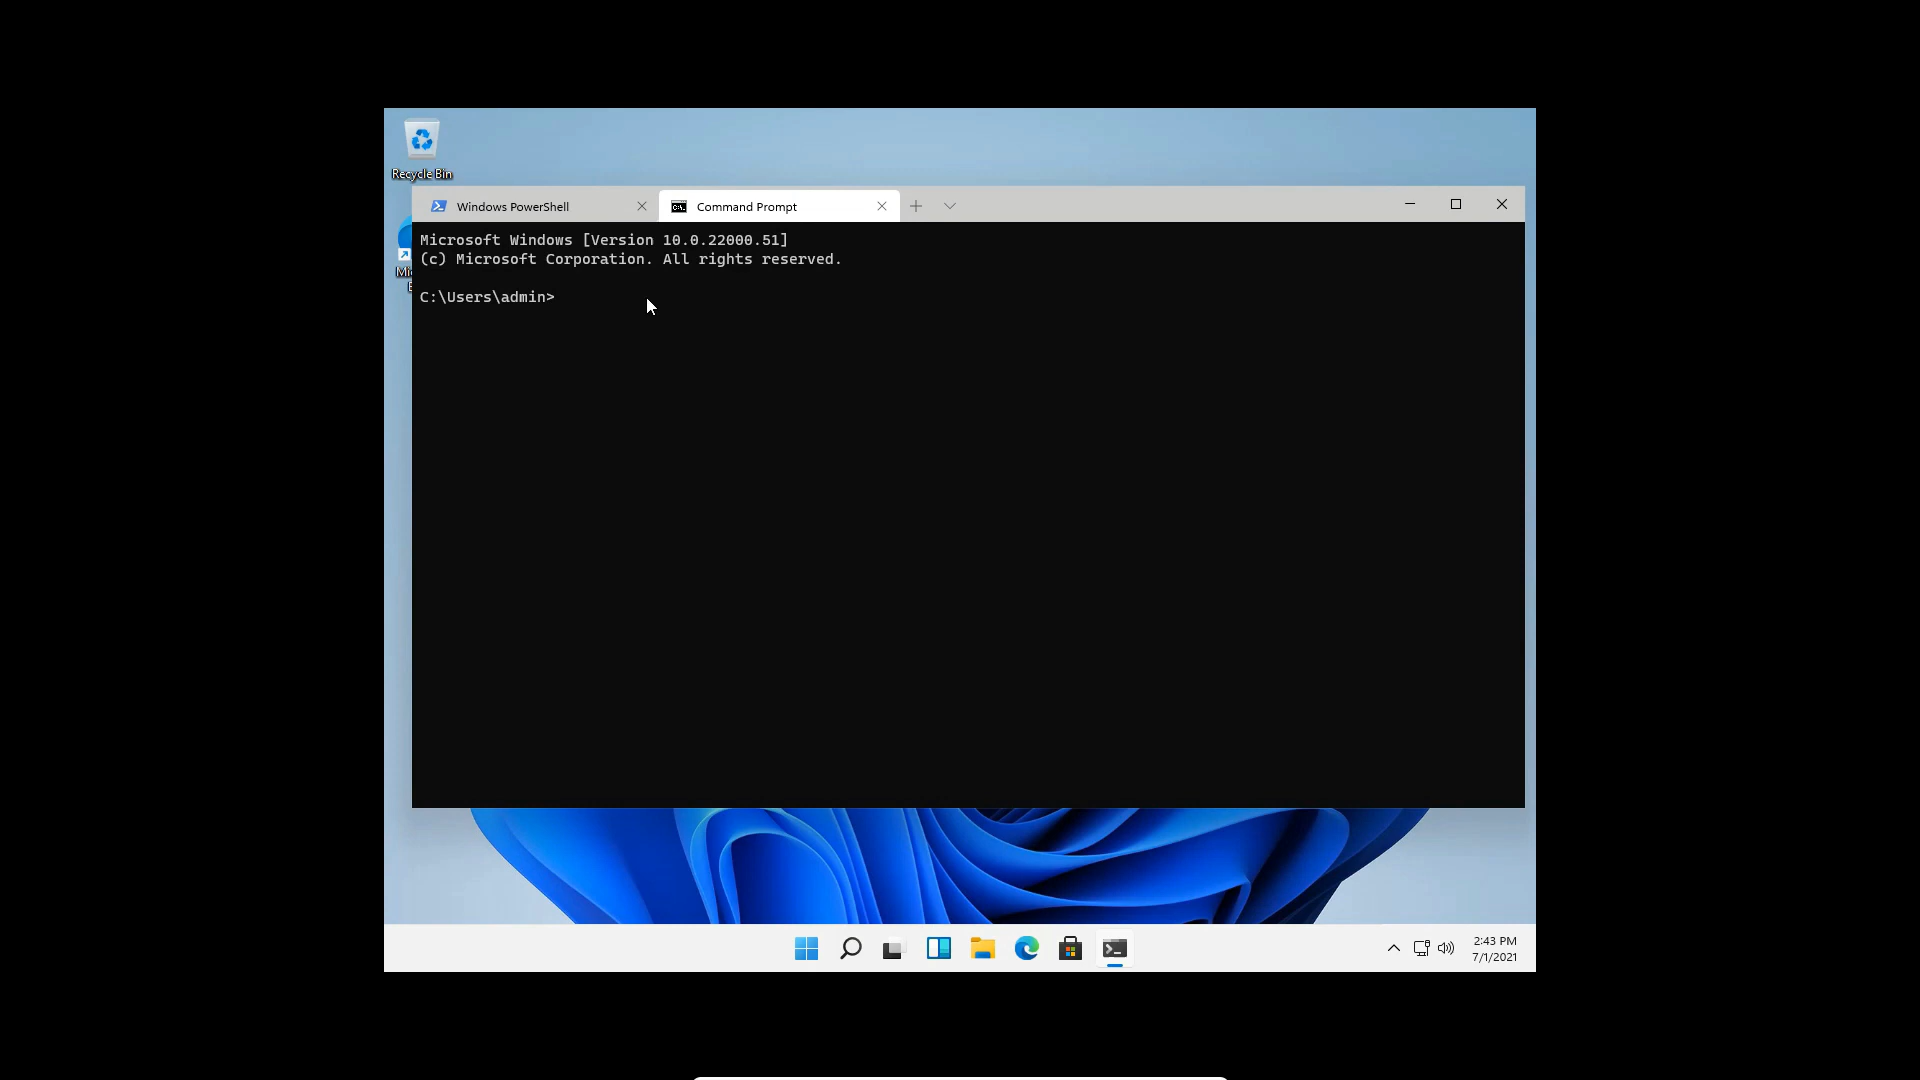 Recycle Bin
Windows PowerShell
Command Prompt
Microsoft Windows [Version 10.0.22000.51]
(c) Microsoft Corporation. All rights reserved.
C:\Users\admin>
2:43 PM
7/1/2021